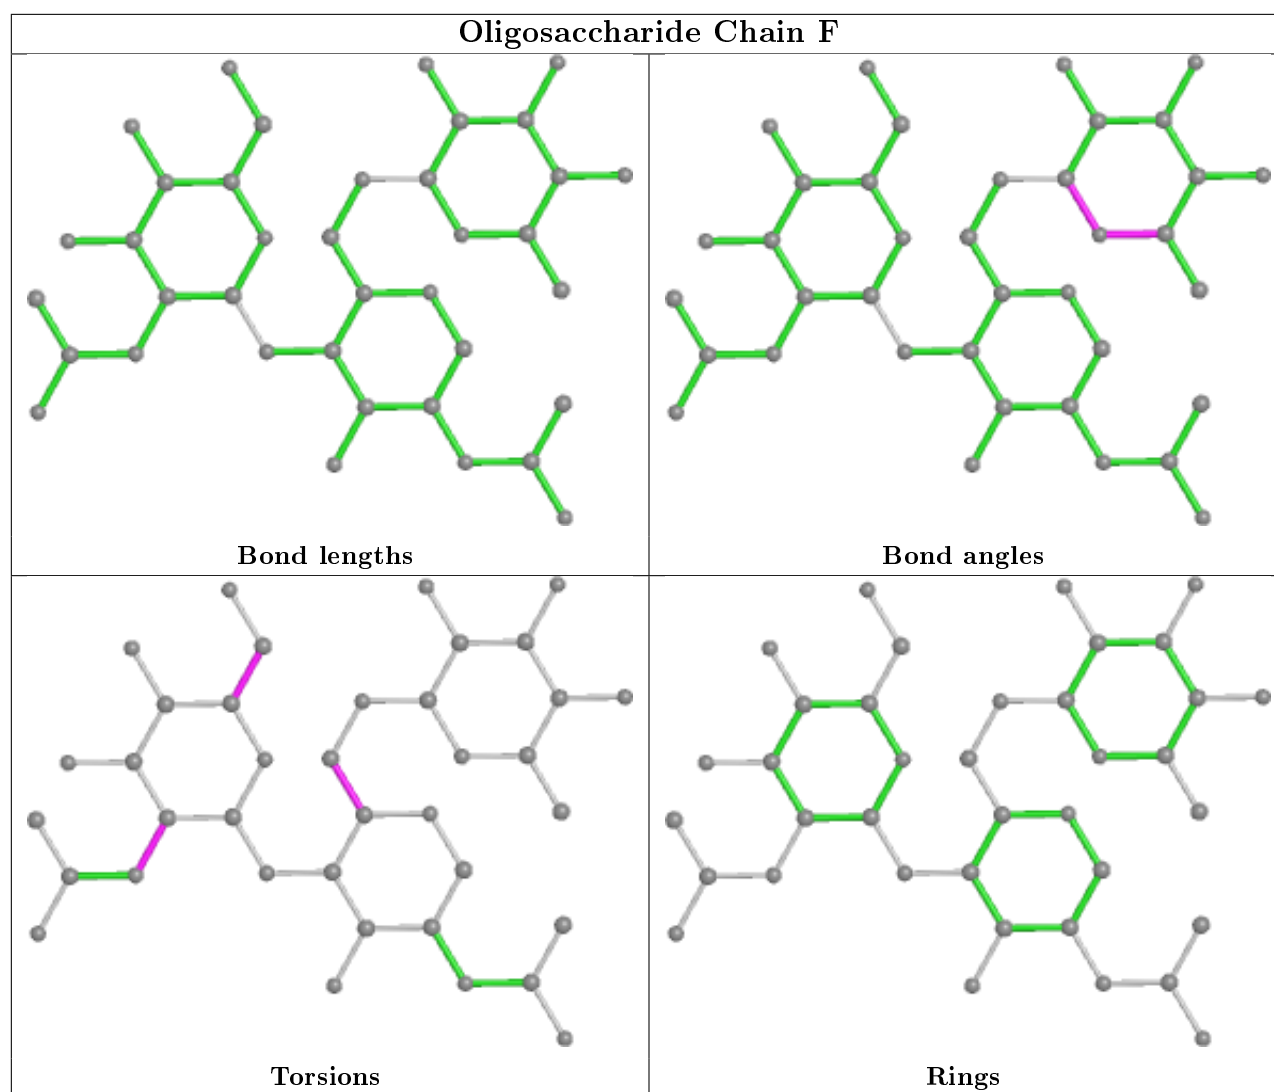 Oligosaccharide Chain F
Bond lengths
Bond angles
Torsions
Rings